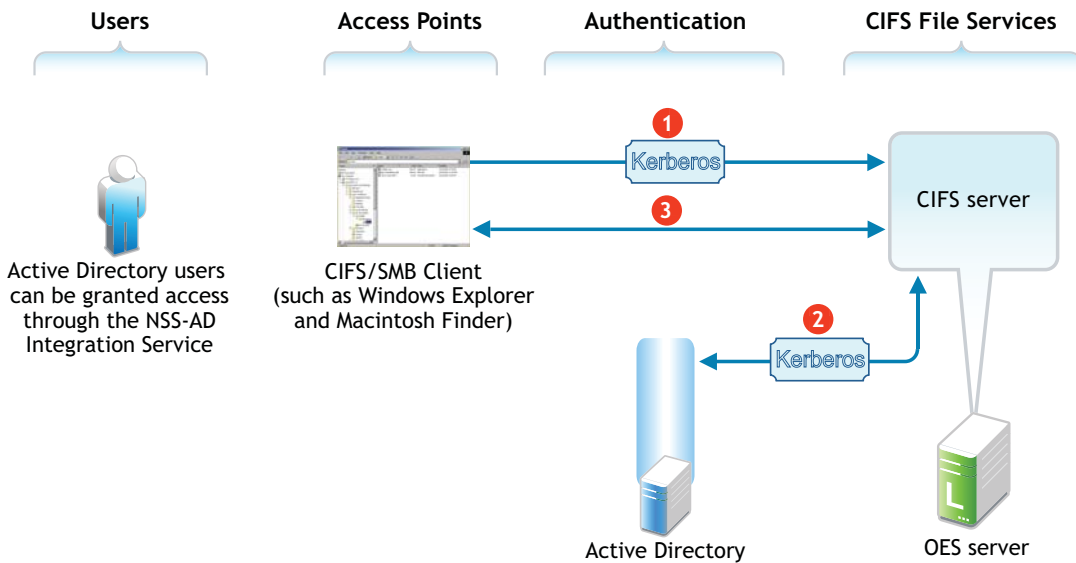 Users
Access Points
Authentication
CIFS File Services
1
Kerberos
3
CIFS server
Active Directory users
can be granted access
through the NSS-AD
Integration Service
CIFS/SMB Client
(such as Windows Explorer
and Macintosh Finder)
2
Kerberos
L
Active Directory
OES server